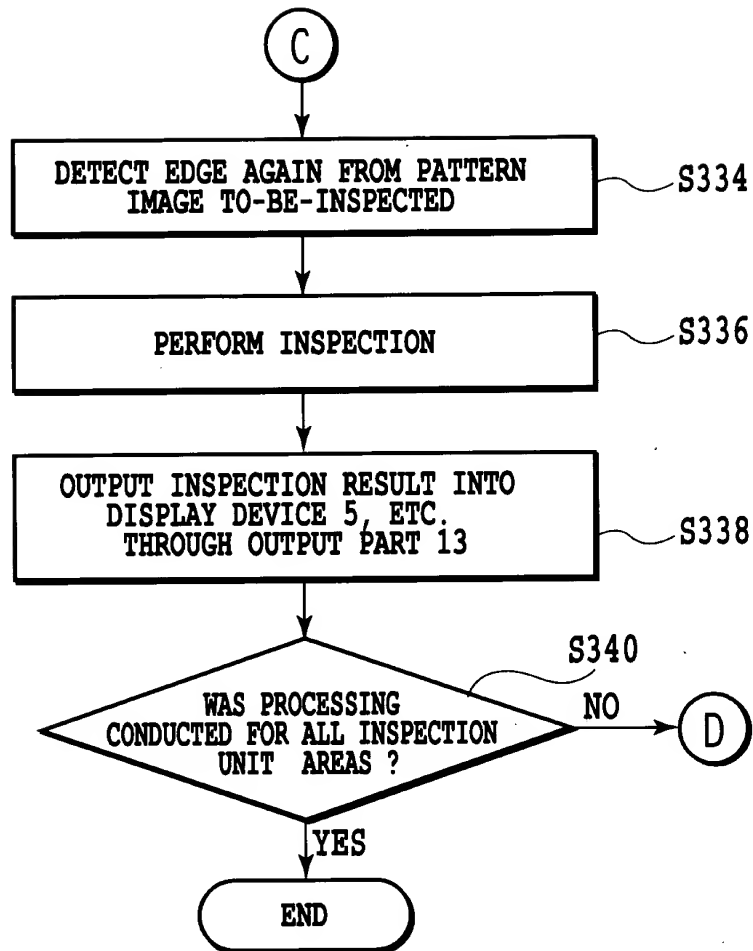 C
DETECT EDGE AGAIN FROM PATTERN
IMAGE TO-BE-INSPECTED
S334
PERFORM INSPECTION
S336
OUTPUT INSPECTION RESULT INTO
DISPLAY DEVICE 5, ETC.
THROUGH OUTPUT PART 13
S338
S340
WAS PROCESSING
CONDUCTED FOR ALL INSPECTION
UNIT AREAS ?
NO
D
YES
END